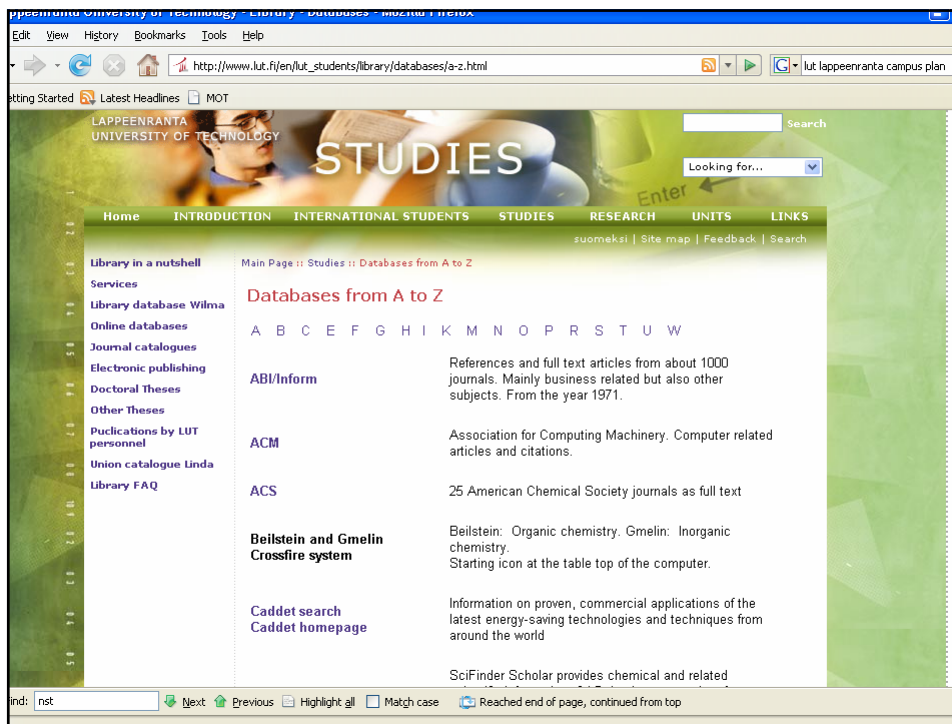 Lappeenranta University of Technology - Library - Databases - Mozilla Firefox
Edit View History Bookmarks Tools Help
http://www.lut.fi/en/lut_students/library/databases/a-z.html
G lut lappeenranta campus plan
etting Started Latest Headlines MOT
LAPPEENRANTA
UNIVERSITY OF TECHNOLOGY
STUDIES
Search
Looking for...
Enter
Home INTRODUCTION INTERNATIONAL STUDENTS STUDIES RESEARCH UNITS LINKS
suomeksi | Site map | Feedback | Search
Library in a nutshell
Services
Library database Wilma
Online databases
Journal catalogues
Electronic publishing
Doctoral Theses
Other Theses
Puclications by LUT
personnel
Union catalogue Linda
Library FAQ
Main Page :: Studies :: Databases from A to Z
Databases from A to Z
A B C E F G H I K M N O P R S T U W
ABI/Inform
References and full text articles from about 1000
journals. Mainly business related but also other
subjects. From the year 1971.
ACM
Association for Computing Machinery. Computer related
articles and citations.
ACS
25 American Chemical Society journals as full text
Beilstein and Gmelin
Crossfire system
Beilstein: Organic chemistry. Gmelin: Inorganic
chemistry.
Starting icon at the table top of the computer.
Caddet search
Caddet homepage
Information on proven, commercial applications of the
latest energy-saving technologies and techniques from
around the world
SciFinder Scholar provides chemical and related
ind: nst Next Previous Highlight all Match case Reached end of page, continued from top